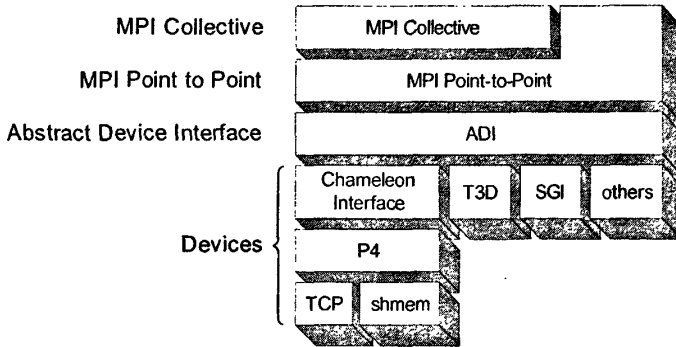 MPI Collective
MPI Collective
MPI Point to Point
MPI Point-to-Point
Abstract Device Interface
ADI
Devices
Chameleon
Interface
T3D
SGI
others
P4
TCP
shmem